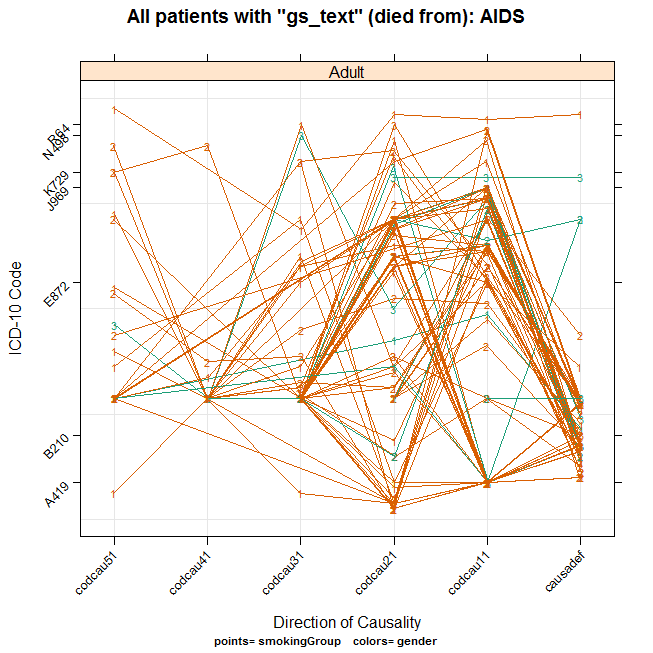 All patients with "gs_text" (died from): AIDS
Adult
R64
N498
K729
J969
E872
B210
A419
ICD-10 Code
codcau51
codcau41
codcau31
codcau21
codcau11
causadef
Direction of Causality
points= smokingGroup colors= gender